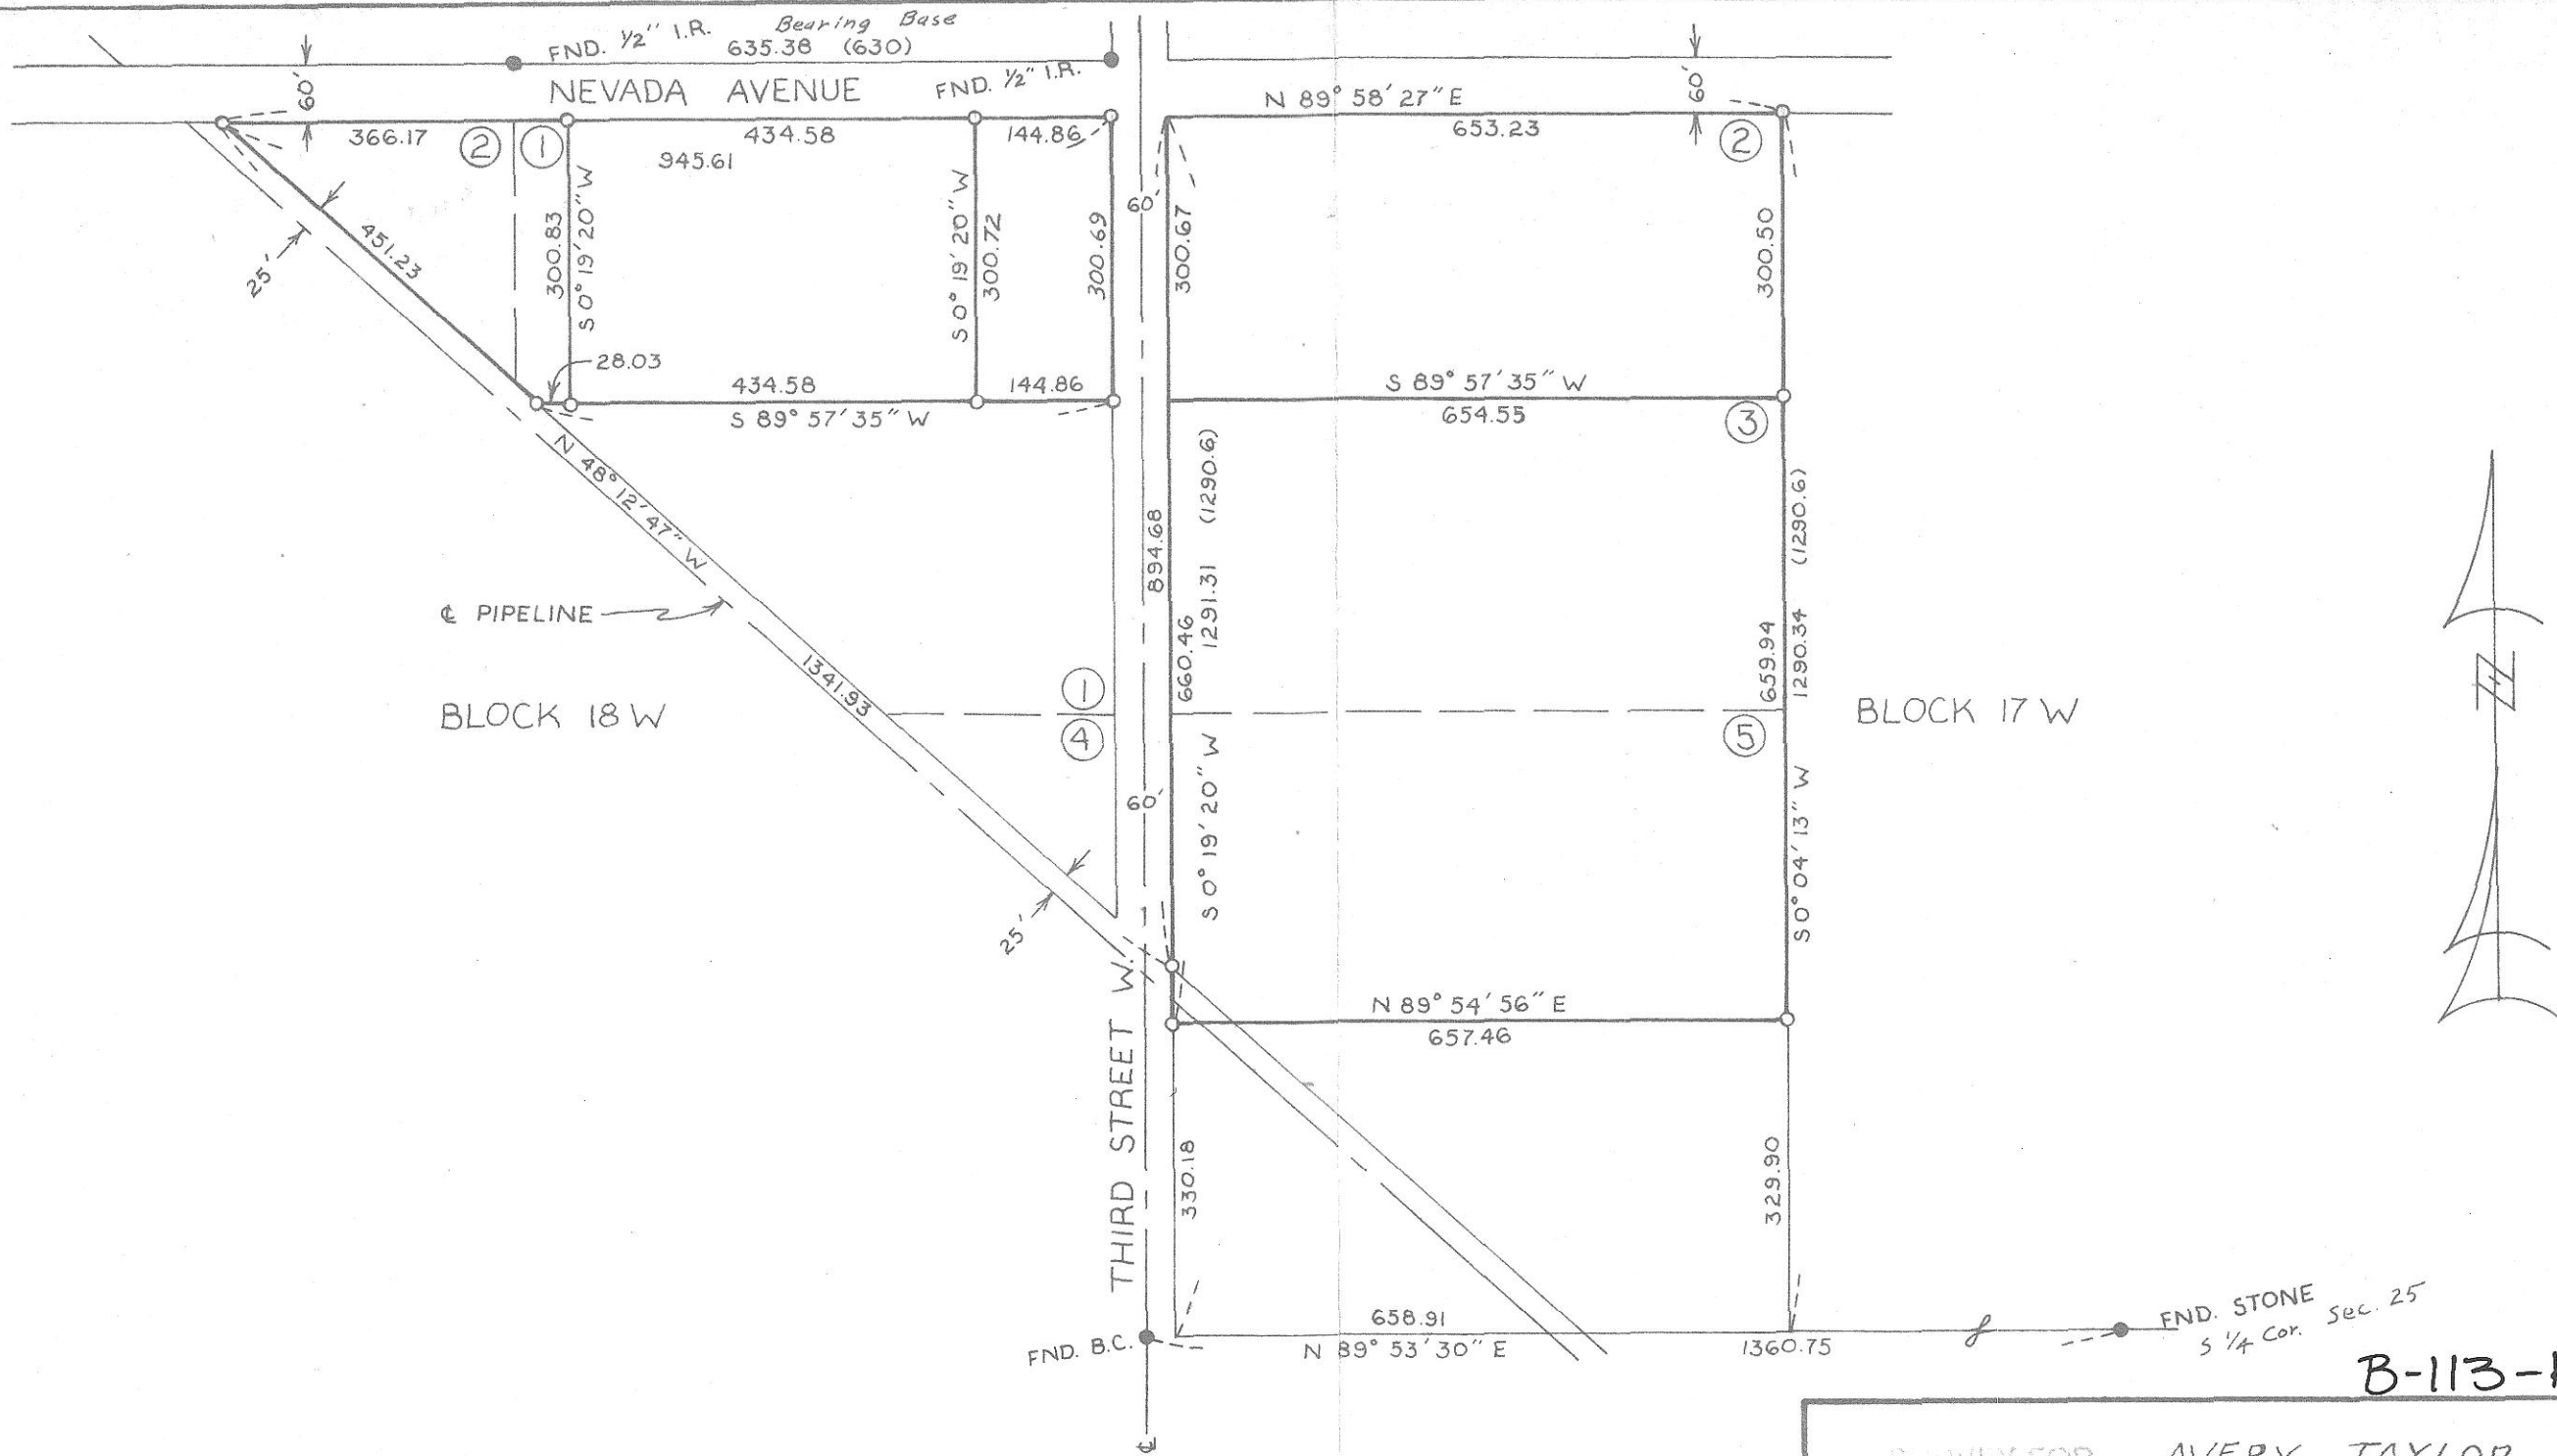 Bearing Base
FND. 1/2" I.R. 635.38 (630)
60'
NEVADA AVENUE
FND. 1/2" I.R.
N 89° 58' 27" E
60'
366.17
②
①
434.58
144.86
653.23
②
945.61
60'
S 0° 19' 20" W
300.83
S 0° 19' 20" W
300.72
300.69
300.67
300.50
451.23
25'
28.03
434.58
144.86
S 89° 57' 35" W
S 89° 57' 35" W
654.55
③
N 48° 12' 47" W
894.68
1291.31 (1290.6)
660.46
1290.34 (1290.6)
659.94
℄ PIPELINE
1341.93
①
④
BLOCK 18 W
⑤
BLOCK 17 W
N
60'
S 0° 19' 20" W
S 0° 04' 13" W
25'
THIRD STREET W.
N 89° 54' 56" E
657.46
330.18
329.90
658.91
FND. B.C.
N 89° 53' 30" E
1360.75
FND. STONE
S 1/4 Cor. Sec. 25
℄
B-113-
AVERY TAYLOR